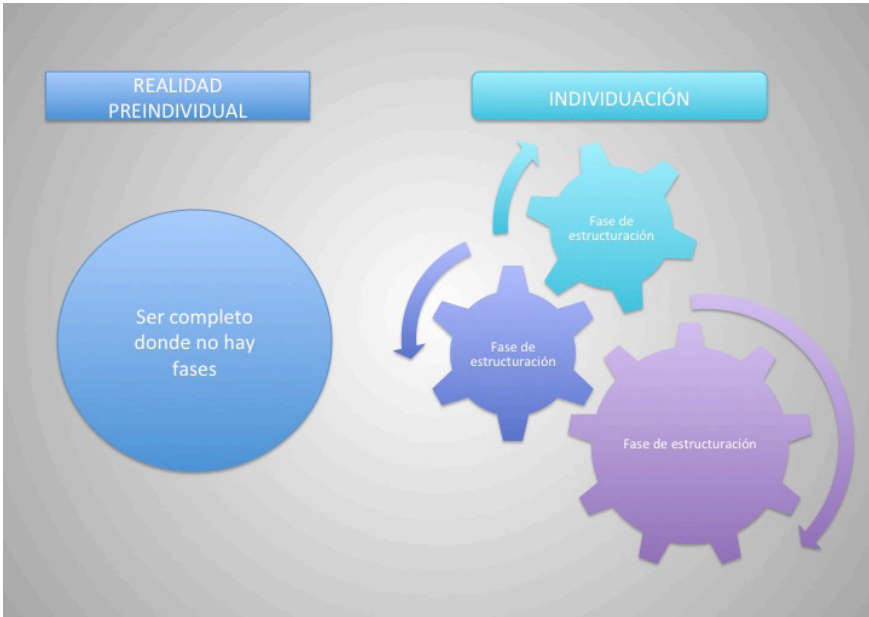 REALIDAD
PREINDIVIDUAL
INDIVIDUACIÓN
Ser completo
donde no hay
fases
Fase de
estructuración
Fase de
estructuración
Fase de estructuración